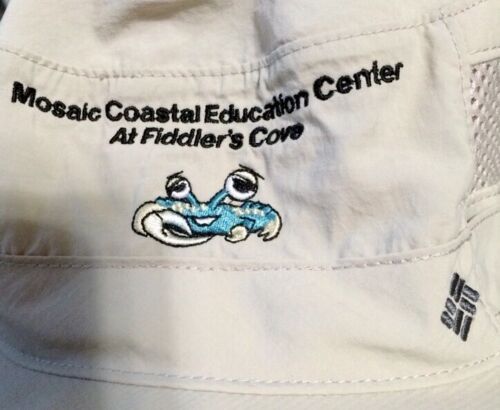 Mosaic Coastal Education Center
At Fiddler's Cove